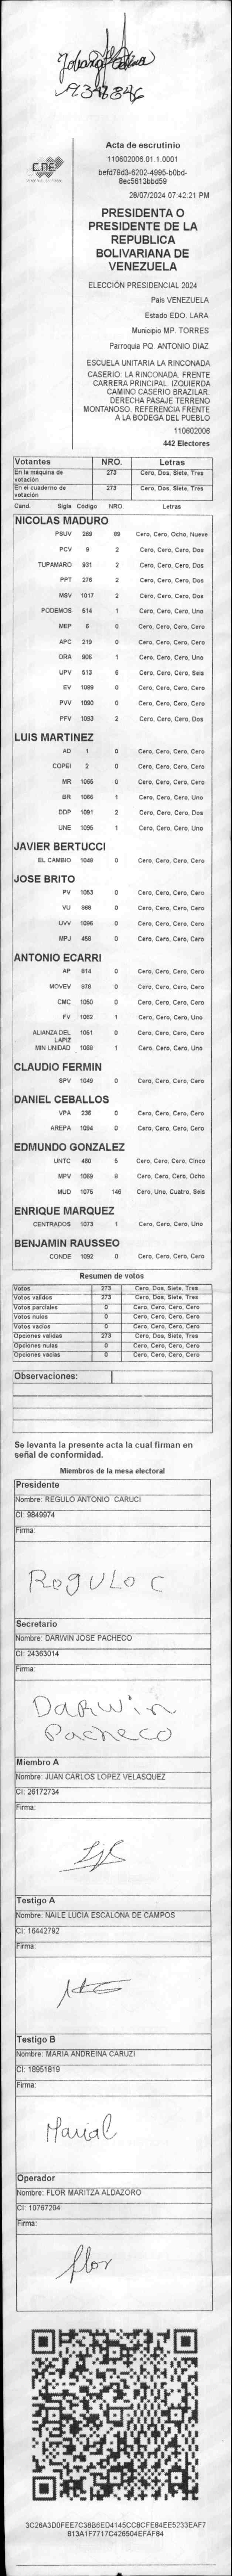 Acta de escrutinio
110602006.01.1.0001
befd79d3-6202-4995-b0bd-
8ec5613bbd59
28/07/2024 07:42:21 PM
CNE
PRESIDENTA O
PRESIDENTE DE LA
REPUBLICA
BOLIVARIANA DE
VENEZUELA
ELECCIÓN PRESIDENCIAL 2024
País VENEZUELA
Estado EDO. LARA
Municipio MP. TORRES
Parroquia PQ. ANTONIO DIAZ
ESCUELA UNITARIA LA RINCONADA
CASERIO: LA RINCONADA. FRENTE
CARRERA PRINCIPAL. IZQUIERDA
CAMINO CASERIO BRAZILAR.
DERECHA PASAJE TERRENO
MONTANOSO. REFERENCIA FRENTE
A LA BODEGA DEL PUEBLO
110602006
442 Electores
Votantes NRO. Letras
En la máquina de votación 273 Cero, Dos, Siete, Tres
En el cuaderno de votación 273 Cero, Dos, Siete, Tres
Cand. Sigla Código NRO. Letras
NICOLAS MADURO
PSUV 269 89 Cero, Cero, Ocho, Nueve
PCV 9 2 Cero, Cero, Cero, Dos
TUPAMARO 931 2 Cero, Cero, Cero, Dos
PPT 276 2 Cero, Cero, Cero, Dos
MSV 1017 2 Cero, Cero, Cero, Dos
PODEMOS 514 1 Cero, Cero, Cero, Uno
MEP 6 0 Cero, Cero, Cero, Cero
APC 219 0 Cero, Cero, Cero, Cero
ORA 906 1 Cero, Cero, Cero, Uno
UPV 513 6 Cero, Cero, Cero, Seis
EV 1089 0 Cero, Cero, Cero, Cero
PVV 1090 0 Cero, Cero, Cero, Cero
PFV 1093 2 Cero, Cero, Cero, Dos
LUIS MARTINEZ
AD 1 0 Cero, Cero, Cero, Cero
COPEI 2 0 Cero, Cero, Cero, Cero
MR 1065 0 Cero, Cero, Cero, Cero
BR 1066 1 Cero, Cero, Cero, Uno
DDP 1091 2 Cero, Cero, Cero, Dos
UNE 1095 1 Cero, Cero, Cero, Uno
JAVIER BERTUCCI
EL CAMBIO 1048 0 Cero, Cero, Cero, Cero
JOSE BRITO
PV 1053 0 Cero, Cero, Cero, Cero
VU 988 0 Cero, Cero, Cero, Cero
UVV 1096 0 Cero, Cero, Cero, Cero
MPJ 458 0 Cero, Cero, Cero, Cero
ANTONIO ECARRI
AP 814 0 Cero, Cero, Cero, Cero
MOVEV 978 0 Cero, Cero, Cero, Cero
CMC 1050 0 Cero, Cero, Cero, Cero
FV 1062 1 Cero, Cero, Cero, Uno
ALIANZA DEL LAPIZ 1051 0 Cero, Cero, Cero, Cero
MIN UNIDAD 1068 1 Cero, Cero, Cero, Uno
CLAUDIO FERMIN
SPV 1049 0 Cero, Cero, Cero, Cero
DANIEL CEBALLOS
VPA 236 0 Cero, Cero, Cero, Cero
AREPA 1094 0 Cero, Cero, Cero, Cero
EDMUNDO GONZALEZ
UNTC 460 5 Cero, Cero, Cero, Cinco
MPV 1069 8 Cero, Cero, Cero, Ocho
MUD 1075 146 Cero, Uno, Cuatro, Seis
ENRIQUE MARQUEZ
CENTRADOS 1073 1 Cero, Cero, Cero, Uno
BENJAMIN RAUSSEO
CONDE 1092 0 Cero, Cero, Cero, Cero
Resumen de votos
Votos 273 Cero, Dos, Siete, Tres
Votos validos 273 Cero, Dos, Siete, Tres
Votos parciales 0 Cero, Cero, Cero, Cero
Votos nulos 0 Cero, Cero, Cero, Cero
Votos vacios 0 Cero, Cero, Cero, Cero
Opciones validas 273 Cero, Dos, Siete, Tres
Opciones nulas 0 Cero, Cero, Cero, Cero
Opciones vacias 0 Cero, Cero, Cero, Cero
Observaciones:
Se levanta la presente acta la cual firman en
señal de conformidad.
Miembros de la mesa electoral
Presidente
Nombre: REGULO ANTONIO CARUCI
CI: 9849974
Firma:
ROgULO C
Secretario
Nombre: DARWIN JOSE PACHECO
CI: 24363014
Firma:
Darwin
Pacheco
Miembro A
Nombre: JUAN CARLOS LOPEZ VELASQUEZ
CI: 26172734
Firma:
Testigo A
Nombre: NAILE LUCIA ESCALONA DE CAMPOS
CI: 16442792
Firma:
Testigo B
Nombre: MARIA ANDREINA CARUZI
CI: 18951819
Firma:
Operador
Nombre: FLOR MARITZA ALDAZORO
CI: 10767204
Firma:
flor
3C26A3D0FEE7C38B6ED4145CC8CFE84EE5233EAF7
813A1F7717C426504EFAF84